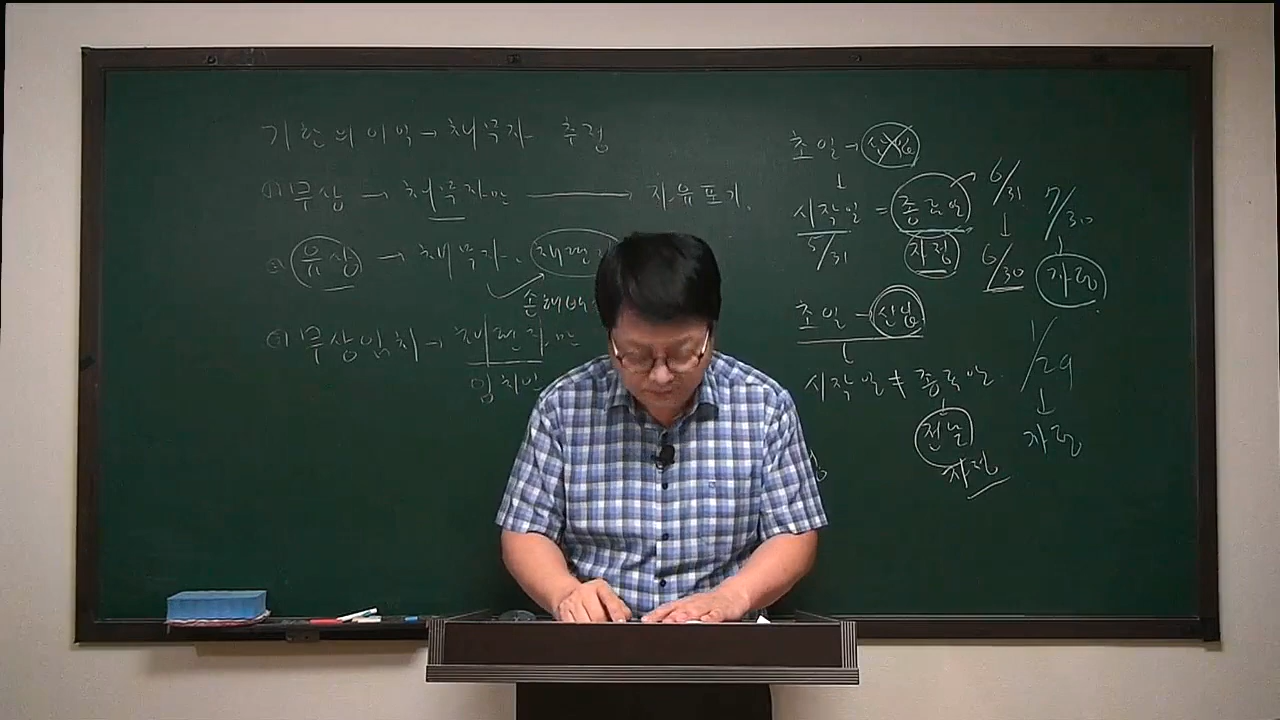 기한의 이익 → 채무자 추정
① 무상 → 채무자만 → 자유 포기.
② 유상 → 채무자, 채권
손해배
③ 무상임치 → 채권자만
임치인
초일 → 산입
↓
시작일 = 종료일
5/31
자정
6/31
↓
6/30
7/30
자정
초일 → 산입
시작일 ≠ 종료일.
전날
자정
1/29
↓
자정